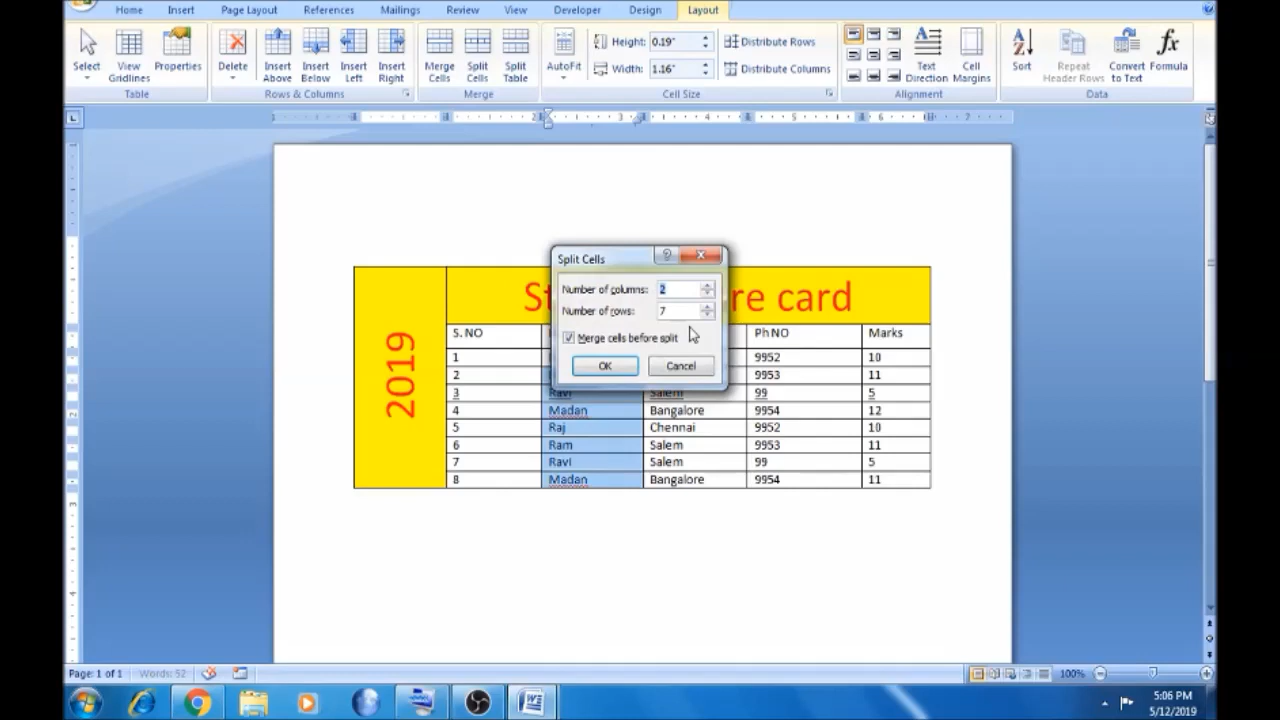 Home Insert Page Layout References Mailings Review View Developer Design Layout
Select View Gridlines Properties Delete Insert Above Insert Below Insert Left Insert Right Merge Cells Split Cells Split Table AutoFit Height: 0.19" Distribute Rows Text Direction Cell Margins Sort Repeat Header Rows Convert to Text Formula
Width: 1.16" Distribute Columns
Table Rows & Columns Merge Cell Size Alignment Data
Split Cells
Number of columns: 2
Number of rows: 7
Merge cells before split
OK Cancel
2019
re card
S. NO Ph NO Marks
1 9952 10
2 9953 11
3 Ravi Salem 99 5
4 Madan Bangalore 9954 12
5 Raj Chennai 9952 10
6 Ram Salem 9953 11
7 Ravi Salem 99 5
8 Madan Bangalore 9954 11
Page: 1 of 1 Words: 52 100%
5:06 PM
5/12/2019